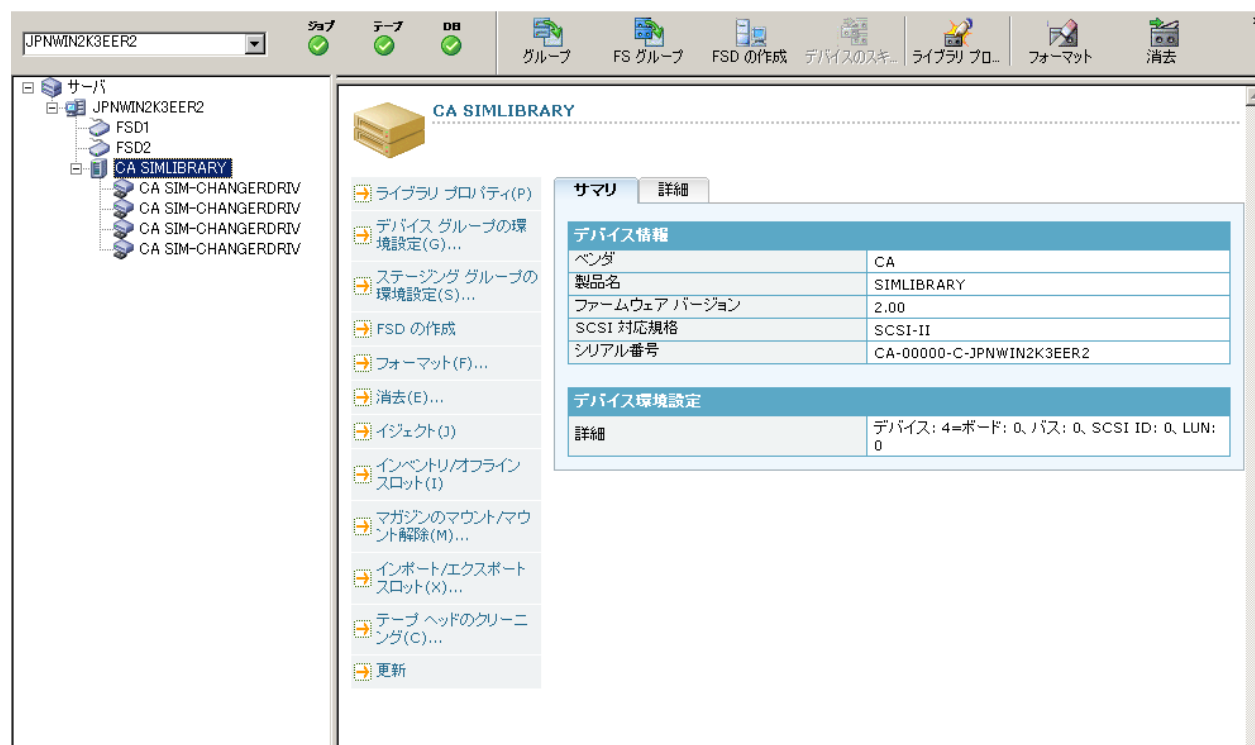 JPNWIN2K3EER2
ジョブ
テープ
DB
グループ
FS グループ
FSD の作成
デバイスのスキ...
ライブラリ プロ...
フォーマット
消去
サーバ
JPNWIN2K3EER2
FSD1
FSD2
CA SIMLIBRARY
CA SIM-CHANGERDRIV
CA SIM-CHANGERDRIV
CA SIM-CHANGERDRIV
CA SIM-CHANGERDRIV
CA SIMLIBRARY
ライブラリ プロパティ(P)
デバイス グループの環
境設定(G)...
ステージング グループの
環境設定(S)...
FSD の作成
フォーマット(F)...
消去(E)...
イジェクト(J)
インベントリ/オフライン
スロット(I)
マガジンのマウント/マウ
ント解除(M)...
インポート/エクスポート
スロット(X)...
テープ ヘッドのクリーニ
ング(C)...
更新
サマリ 詳細
デバイス情報
ベンダ CA
製品名 SIMLIBRARY
ファームウェア バージョン 2.00
SCSI 対応規格 SCSI-II
シリアル番号 CA-00000-C-JPNWIN2K3EER2
デバイス環境設定
詳細 デバイス: 4=ボード: 0、バス: 0、SCSI ID: 0、LUN:
0